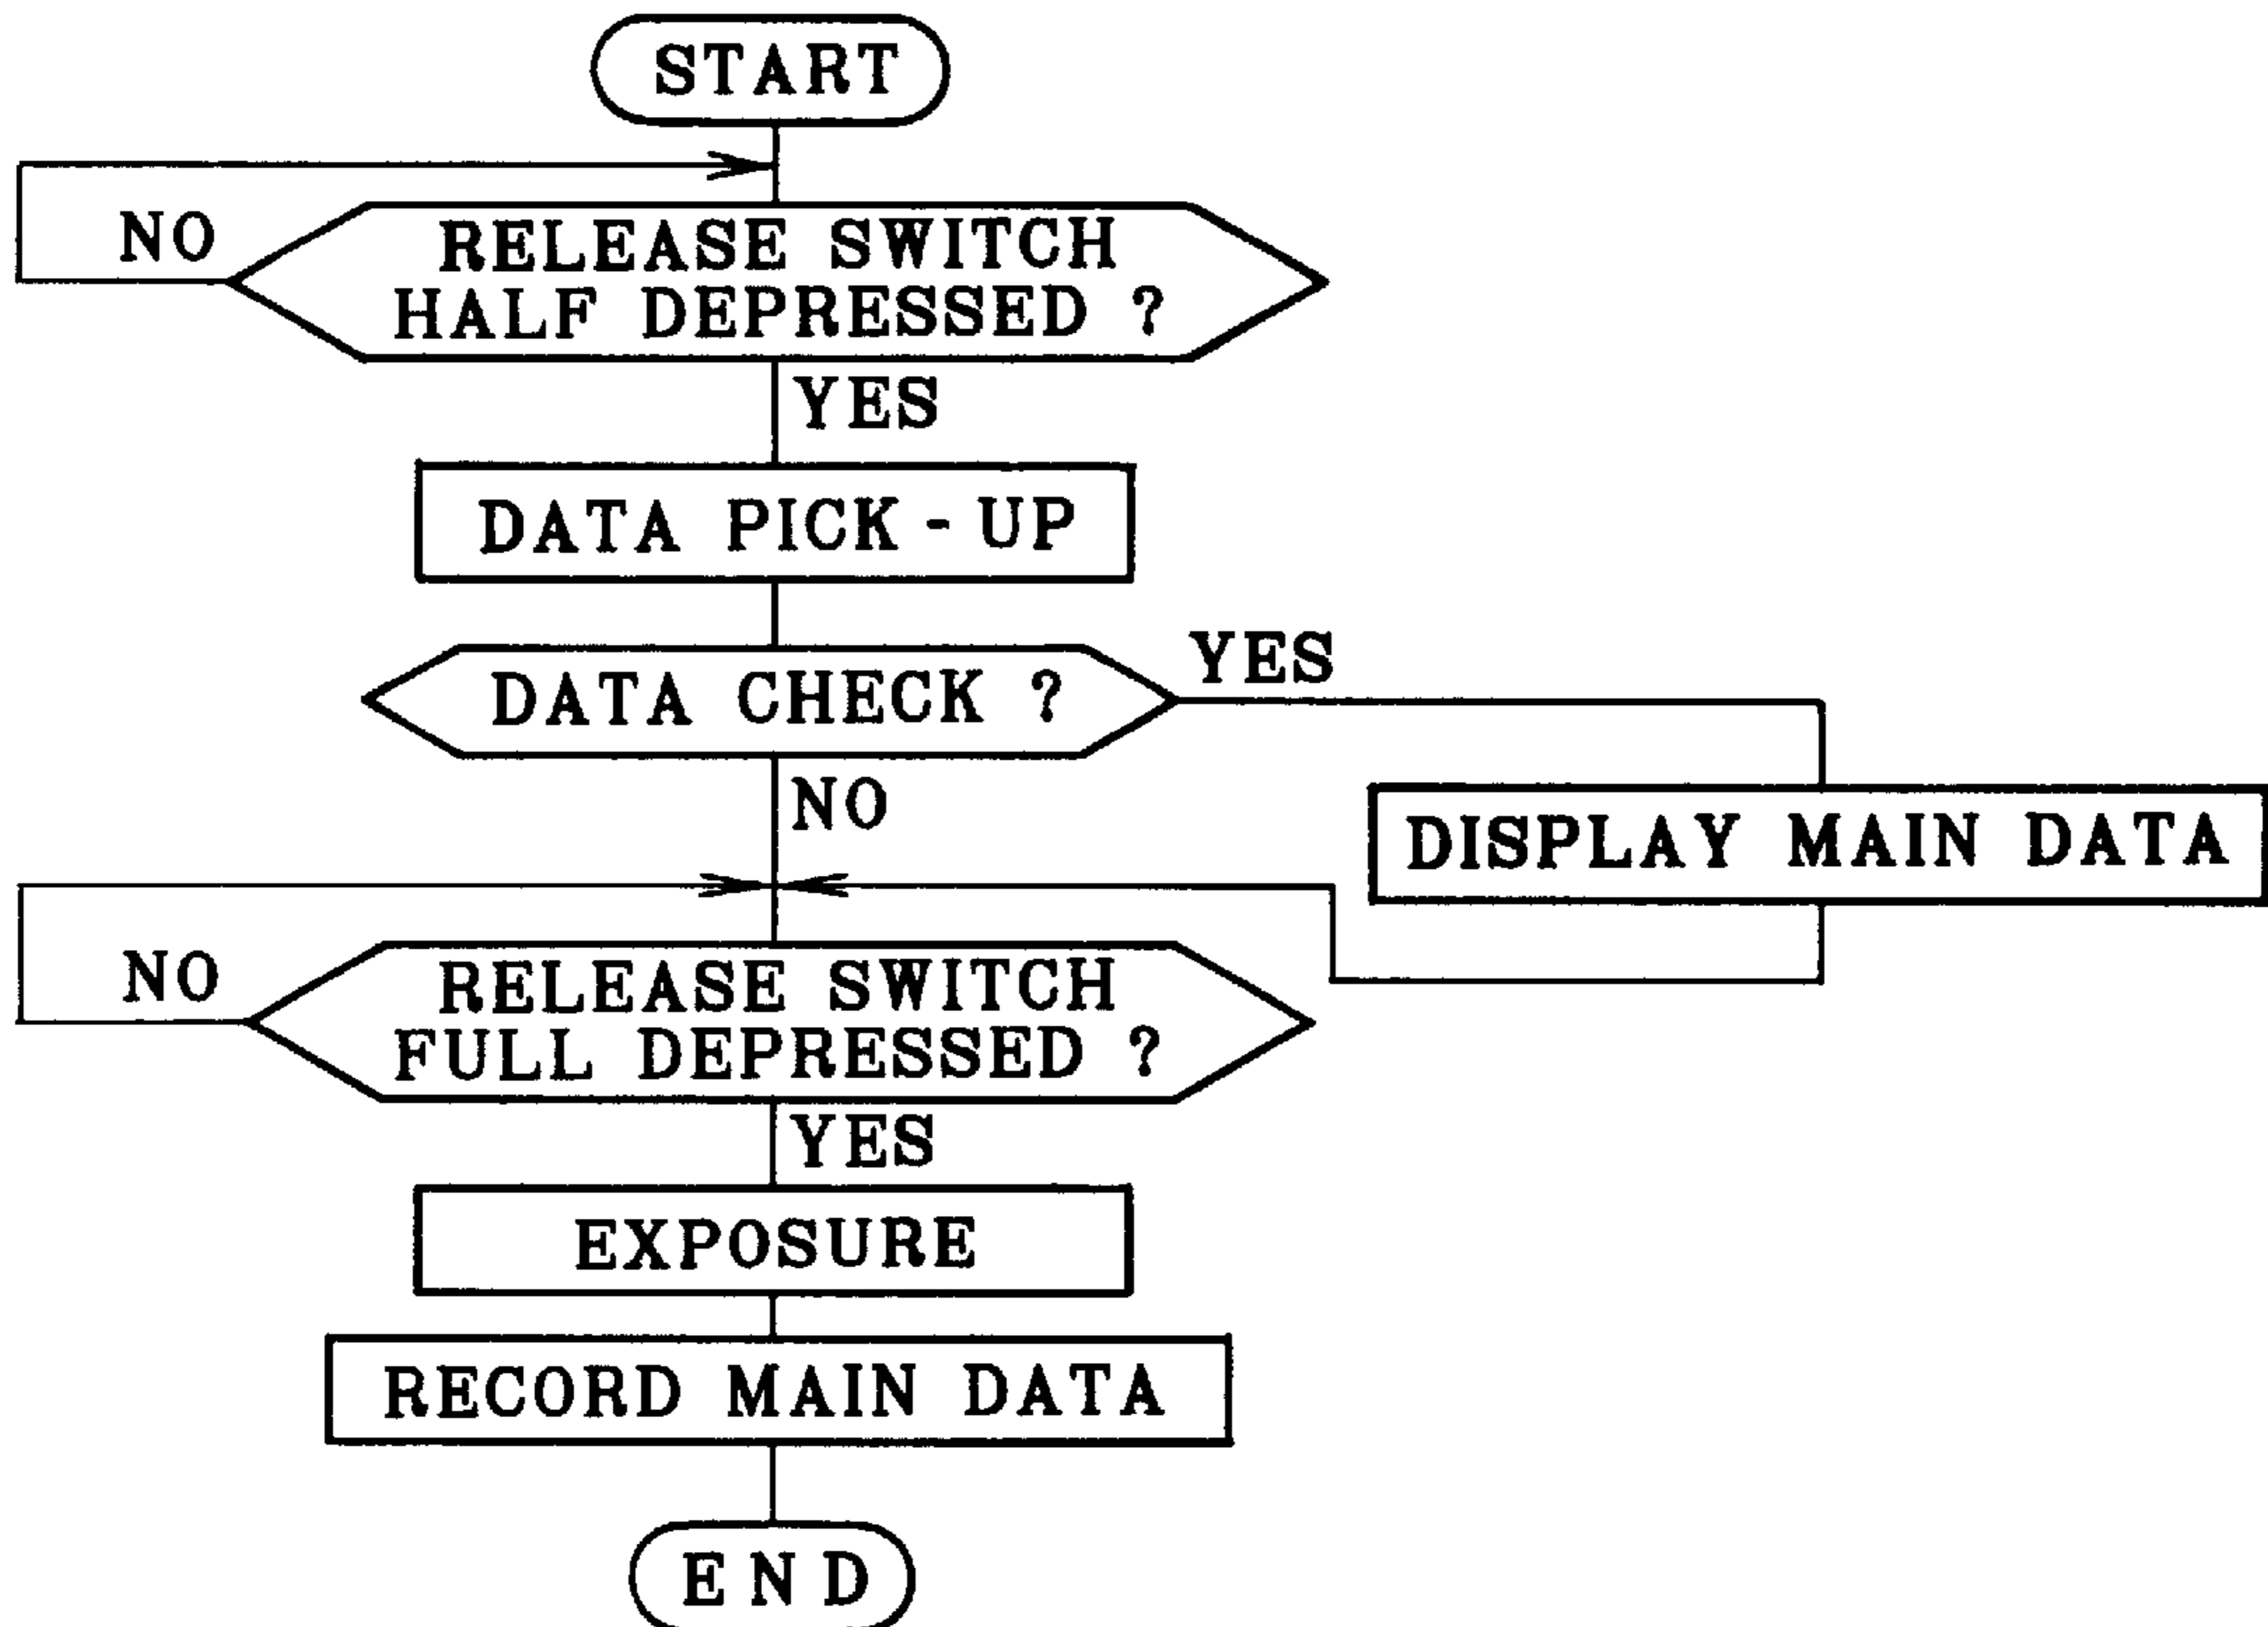 START
NO
RELEASE SWITCH
HALF DEPRESSED ?
YES
DATA PICK-UP
DATA CHECK ?
YES
NO
DISPLAY MAIN DATA
NO
RELEASE SWITCH
FULL DEPRESSED ?
YES
EXPOSURE
RECORD MAIN DATA
END